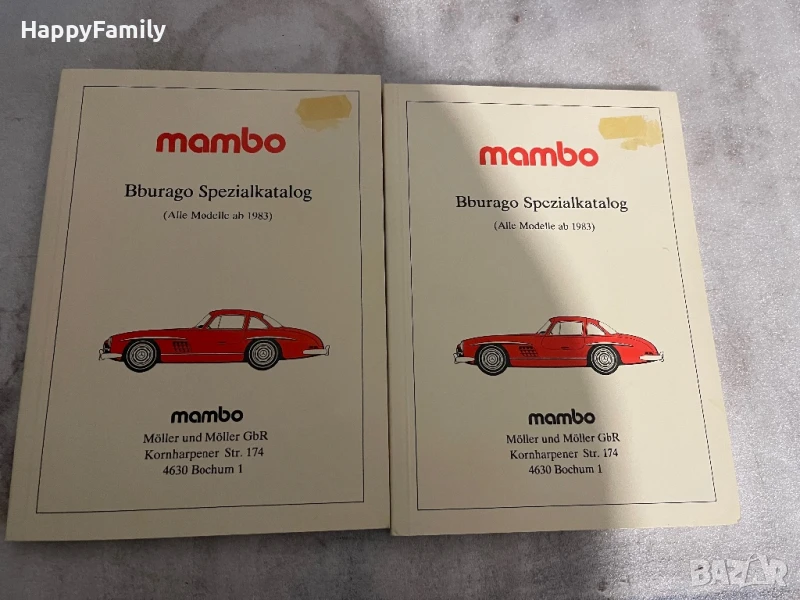 HappyFamily
mambo
Bburago Spezialkatalog
(Alle Modelle ab 1983)
mambo
Möller und Möller GbR
Kornharpener Str. 174
4630 Bochum 1
mambo
Bburago Spezialkatalog
(Alle Modelle ab 1983)
mambo
Möller und Möller GbR
Kornharpener Str. 174
4630 Bochum 1
BAZAR